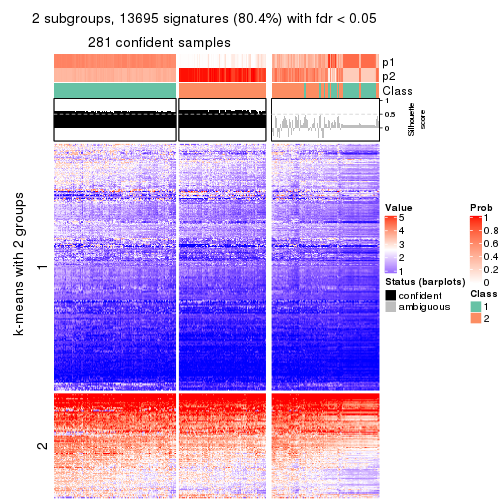 2 subgroups, 13695 signatures (80.4%) with fdr < 0.05
281 confident samples
p1
p2
Class
1
0.5
0
Silhouette
score
k-means with 2 groups
1
2
Value
5
4
3
2
1
Status (barplots)
confident
ambiguous
Prob
1
0.8
0.6
0.4
0.2
0
Class
1
2